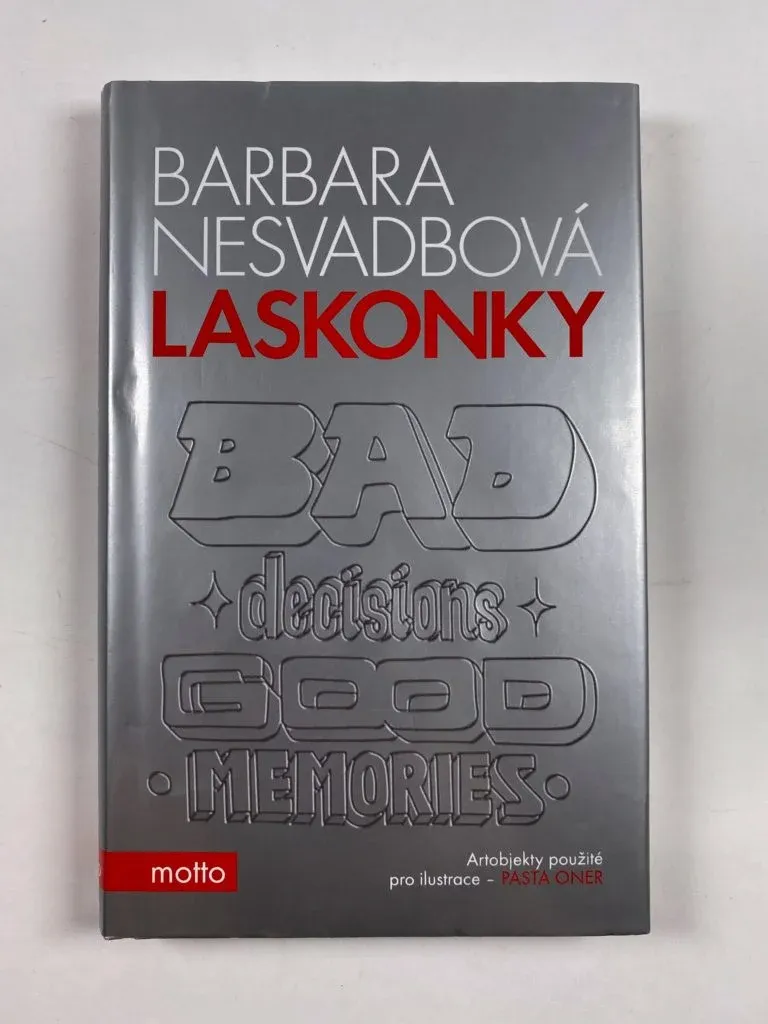 BARBARA
NESVADBOVÁ
LASKONKY
BAD
decisions
GOOD
MEMORIES
motto
Artobjekty použité
pro ilustrace – PASTA ONER